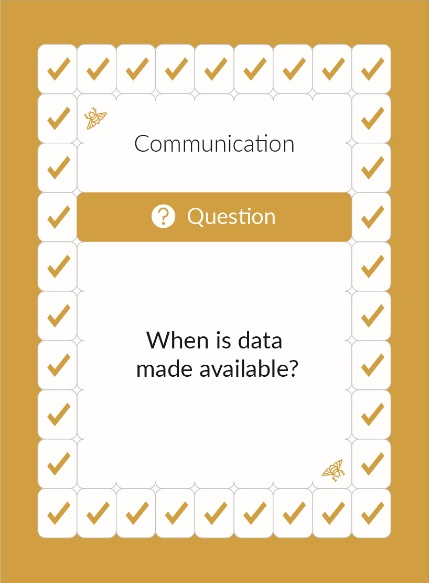 Communication
? Question
When is data
made available?